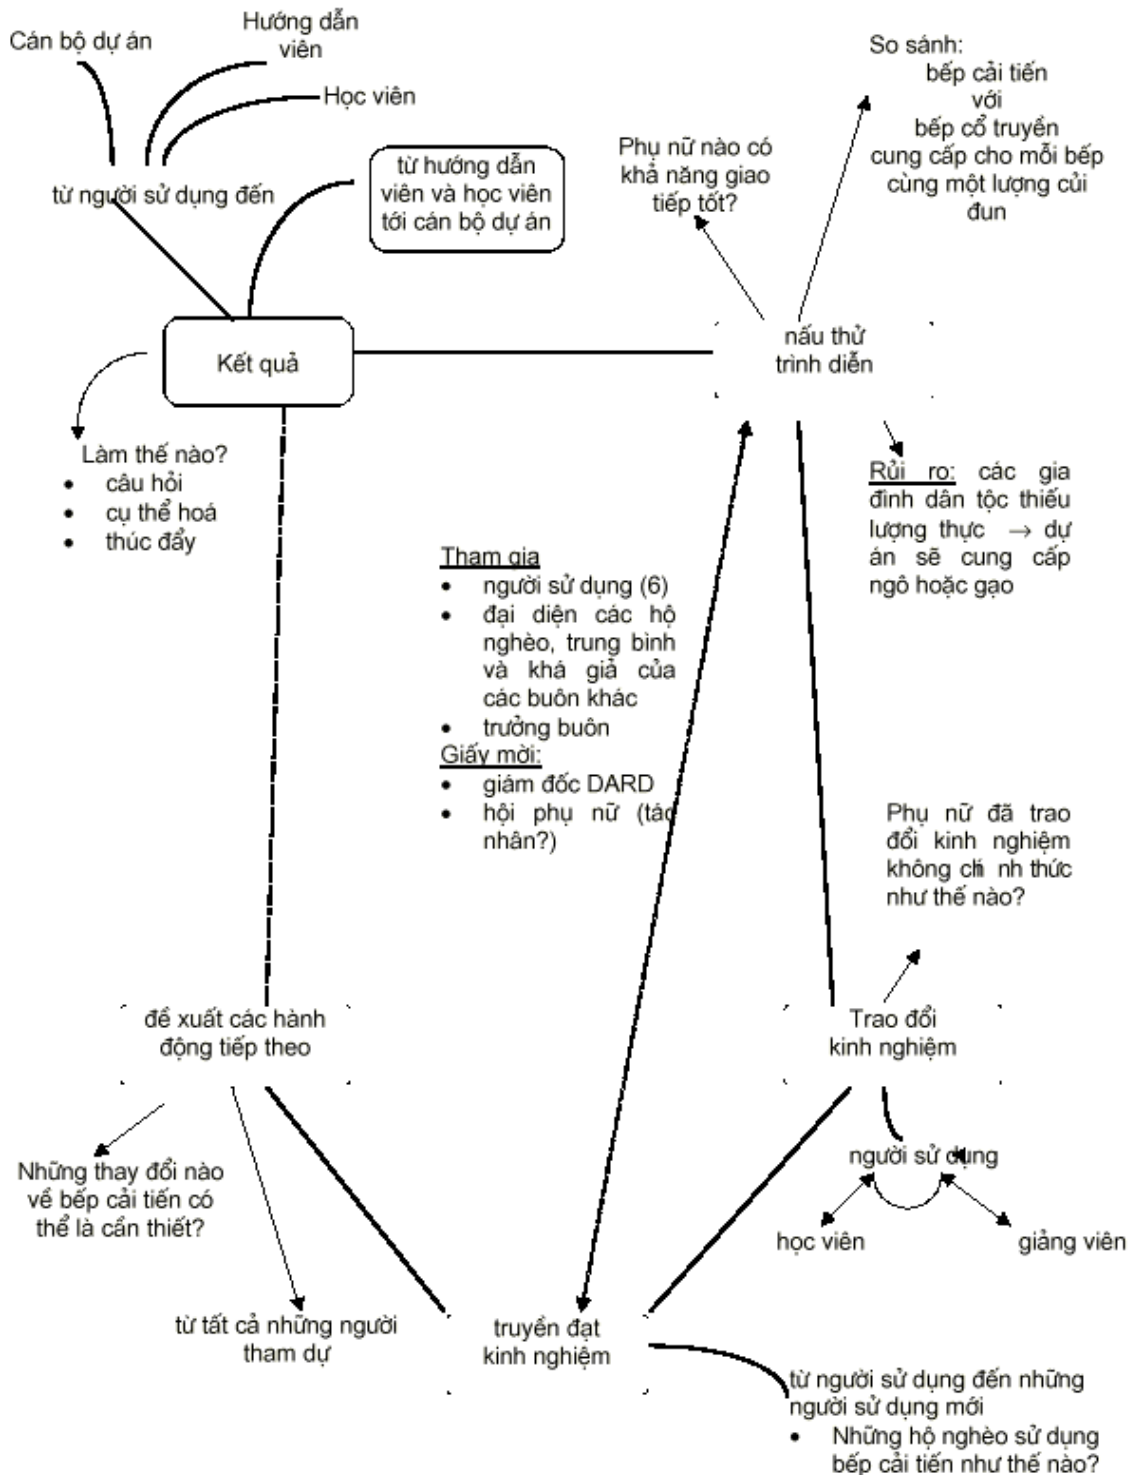 Cán bộ dự án
Hướng dẫn
viên
Học viên
từ người sử dụng đến
từ hướng dẫn
viên và học viên
tới cán bộ dự án
Phụ nữ nào có
khả năng giao
tiếp tốt?
So sánh:
bếp cải tiến
với
bếp cổ truyền
cung cấp cho mỗi bếp
cùng một lượng củi
đun
Kết quả
nấu thử
trình diễn
Làm thế nào?
• câu hỏi
• cụ thể hoá
• thúc đẩy
Rủi ro: các gia
đình dân tộc thiếu
lượng thực → dự
án sẽ cung cấp
ngô hoặc gạo
Tham gia
• người sử dụng (6)
• đại diện các hộ
nghèo, trung bình
và khá giả của
các buôn khác
• trưởng buôn
Giấy mời:
• giám đốc DARD
• hội phụ nữ (tác
nhân?)
Phụ nữ đã trao
đổi kinh nghiệm
không chí nh thức
như thế nào?
đề xuất các hành
động tiếp theo
Trao đổi
kinh nghiệm
Những thay đổi nào
về bếp cải tiến có
thể là cần thiết?
người sử dụng
học viên
giảng viên
từ tất cả những người
tham dự
truyền đạt
kinh nghiệm
từ người sử dụng đến những
người sử dụng mới
• Những hộ nghèo sử dụng
bếp cải tiến như thế nào?